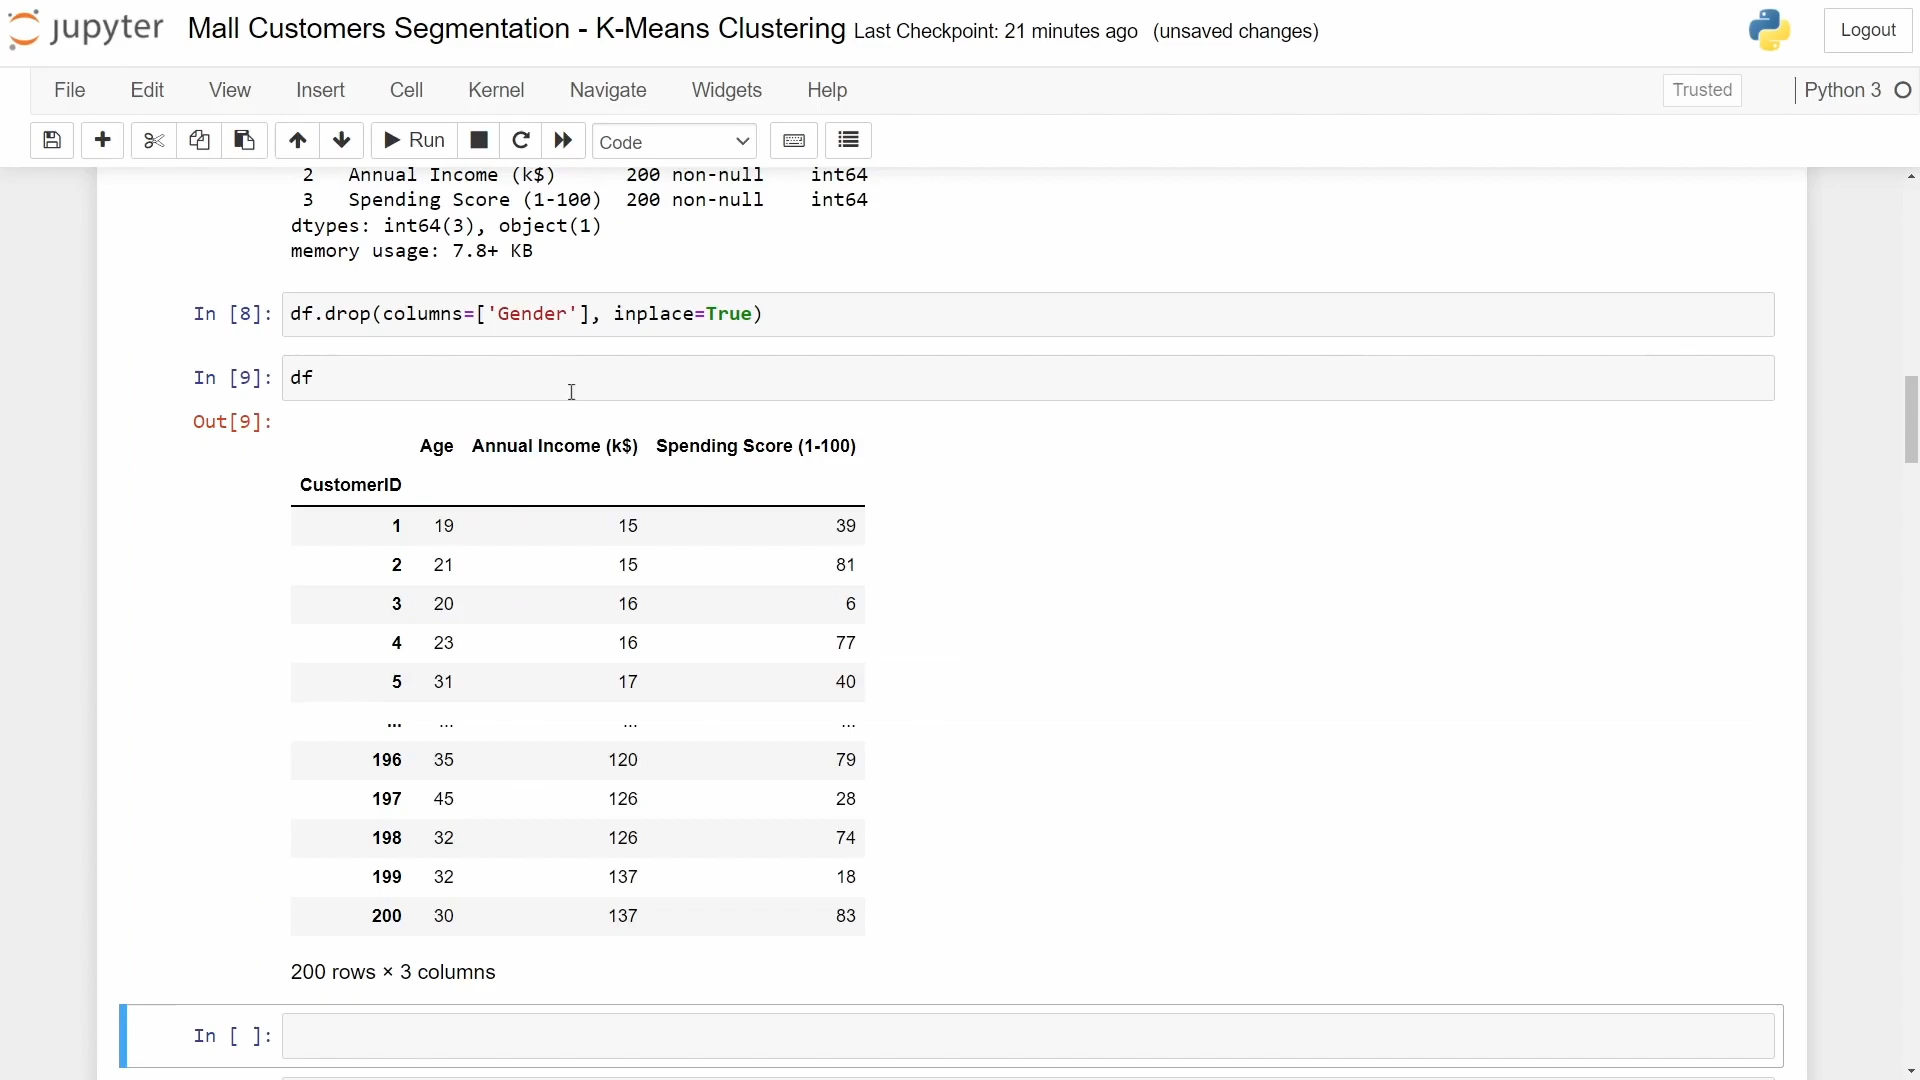 jupyter Mall Customers Segmentation - K-Means Clustering Last Checkpoint: 21 minutes ago (unsaved changes) Logout
File Edit View Insert Cell Kernel Navigate Widgets Help Trusted Python 3
Run Code
2 Annual Income (k$) 200 non-null int64
3 Spending Score (1-100) 200 non-null int64
dtypes: int64(3), object(1)
memory usage: 7.8+ KB
In [8]: df.drop(columns=['Gender'], inplace=True)
In [9]: df
Out[9]:
Age Annual Income (k$) Spending Score (1-100)
CustomerID
1 19 15 39
2 21 15 81
3 20 16 6
4 23 16 77
5 31 17 40
... ... ... ...
196 35 120 79
197 45 126 28
198 32 126 74
199 32 137 18
200 30 137 83
200 rows × 3 columns
In [ ]: